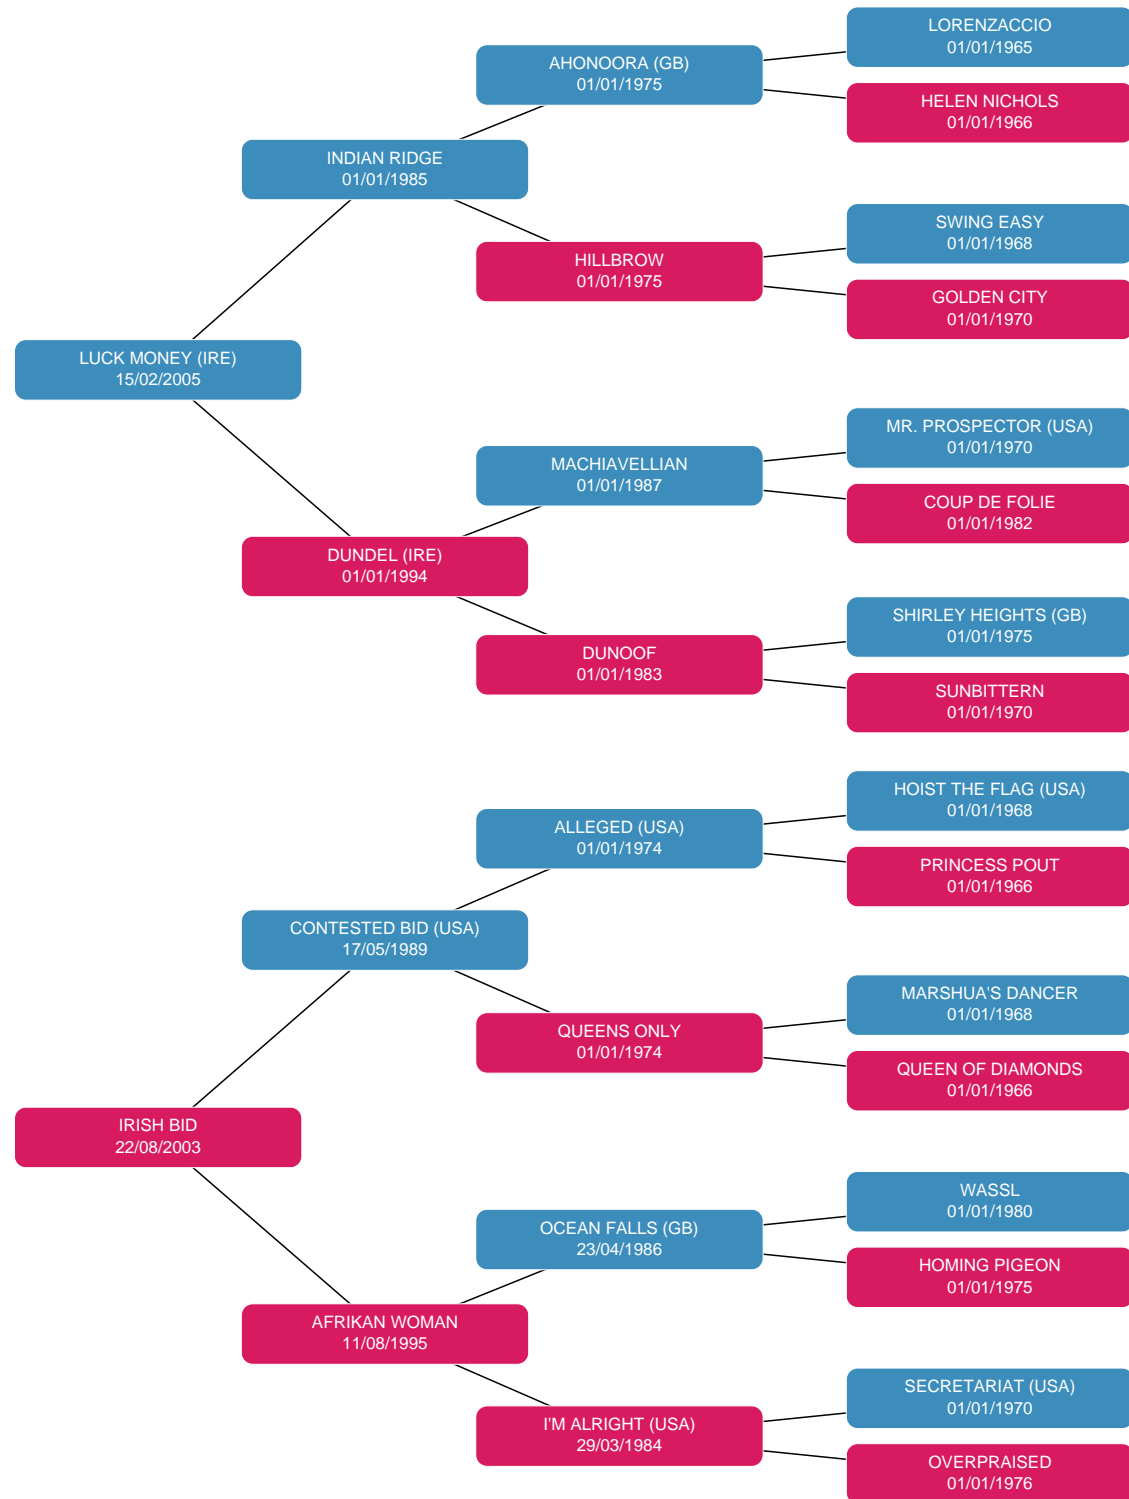 LORENZACCIO
01/01/1965
AHONOORA (GB)
01/01/1975
HELEN NICHOLS
01/01/1966
INDIAN RIDGE
01/01/1985
SWING EASY
01/01/1968
HILLBROW
01/01/1975
GOLDEN CITY
01/01/1970
LUCK MONEY (IRE)
15/02/2005
MR. PROSPECTOR (USA)
01/01/1970
MACHIAVELLIAN
01/01/1987
COUP DE FOLIE
01/01/1982
DUNDEL (IRE)
01/01/1994
SHIRLEY HEIGHTS (GB)
01/01/1975
DUNOOF
01/01/1983
SUNBITTERN
01/01/1970
HOIST THE FLAG (USA)
01/01/1968
ALLEGED (USA)
01/01/1974
PRINCESS POUT
01/01/1966
CONTESTED BID (USA)
17/05/1989
MARSHUA'S DANCER
01/01/1968
QUEENS ONLY
01/01/1974
QUEEN OF DIAMONDS
01/01/1966
IRISH BID
22/08/2003
WASSL
01/01/1980
OCEAN FALLS (GB)
23/04/1986
HOMING PIGEON
01/01/1975
AFRIKAN WOMAN
11/08/1995
SECRETARIAT (USA)
01/01/1970
I'M ALRIGHT (USA)
29/03/1984
OVERPRAISED
01/01/1976